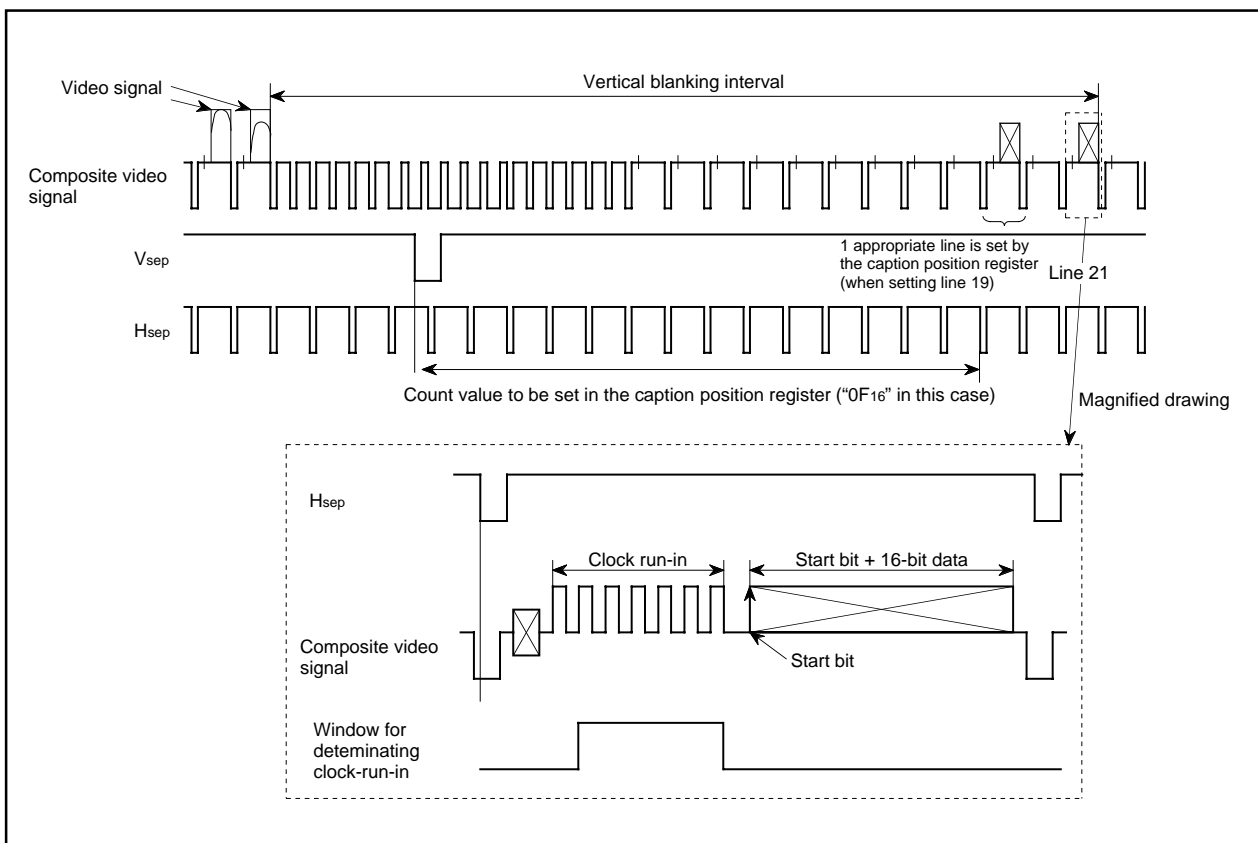 Video signal
Vertical blanking interval
Composite video
signal
Vsep
1 appropriate line is set by
the caption position register
(when setting line 19)
Line 21
Hsep
Count value to be set in the caption position register (“0F16” in this case)
Magnified drawing
Hsep
Clock run-in
Start bit + 16-bit data
Composite video
signal
Start bit
Window for
deteminating
clock-run-in